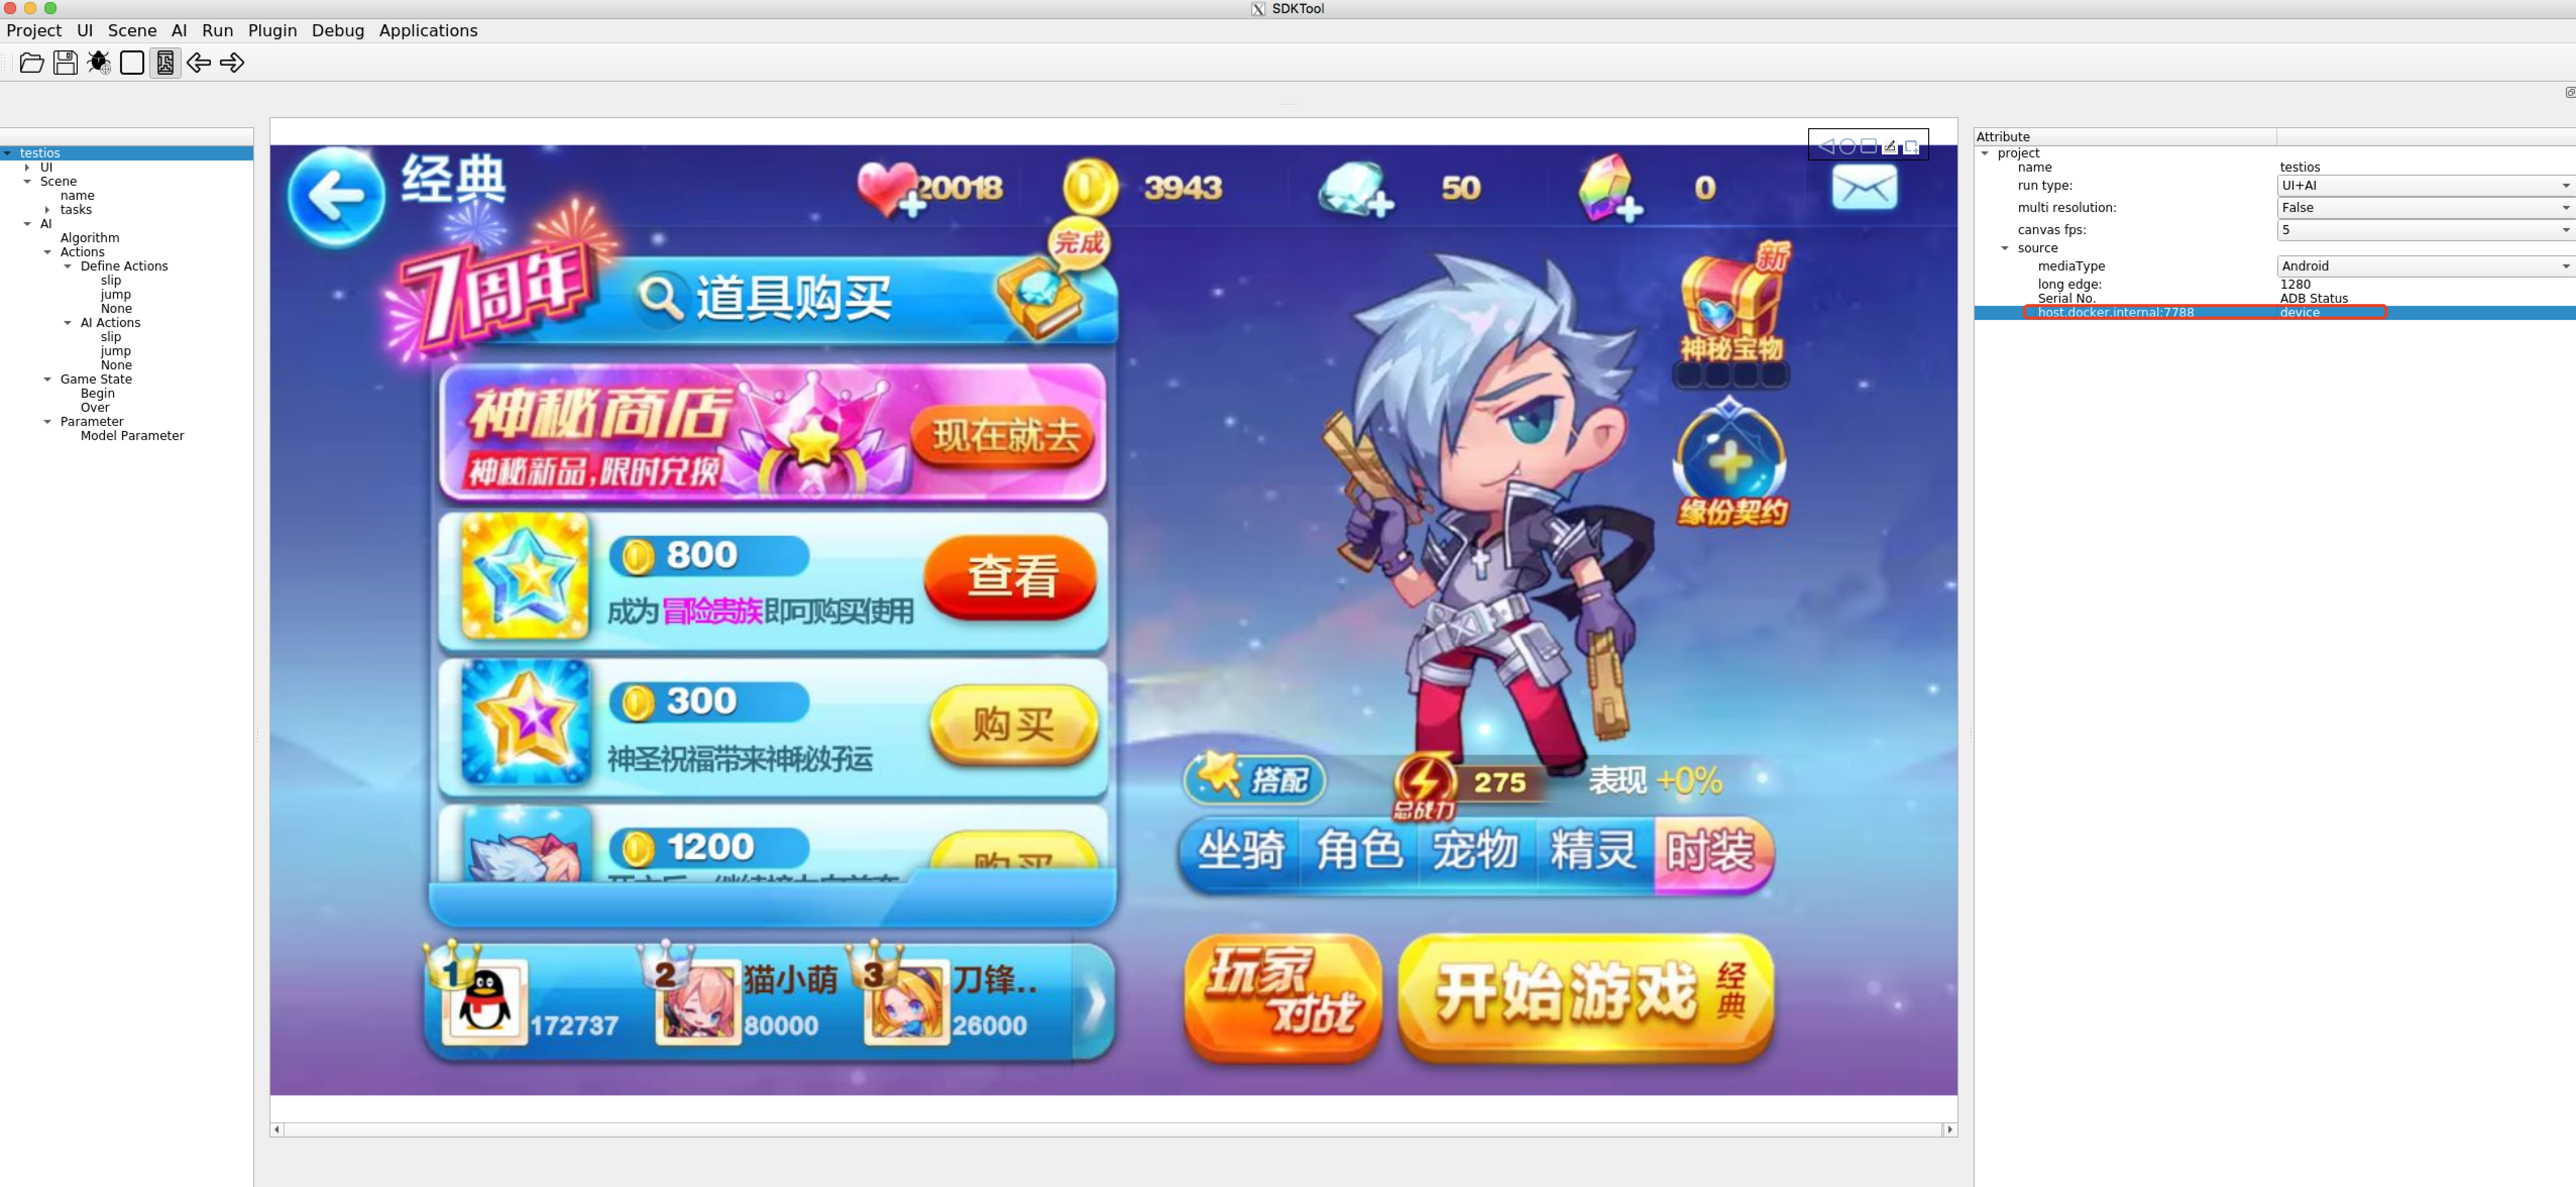 SDKTool
Project UI Scene AI Run Plugin Debug Applications
testios
UI
Scene
name
tasks
AI
Algorithm
Actions
Define Actions
slip
jump
None
AI Actions
slip
jump
None
Game State
Begin
Over
Parameter
Model Parameter
经典
20018
3943
50
0
完成
7周年
道具购买
神秘商店
神秘新品,限时兑换
现在就去
800
成为冒险贵族即可购买使用
查看
300
神圣祝福带来神秘好运
购买
1200
购买
1
172737
2
猫小萌
80000
3
刀锋..
26000
新
神秘宝物
缘份契约
搭配
总战力
275
表现 +0%
坐骑 角色 宠物 精灵 时装
玩家
对战
开始游戏
经典
Attribute
project
name testios
run type: UI+AI
multi resolution: False
canvas fps: 5
source
mediaType Android
long edge: 1280
Serial No. ADB Status
host.docker.internal:7788 device